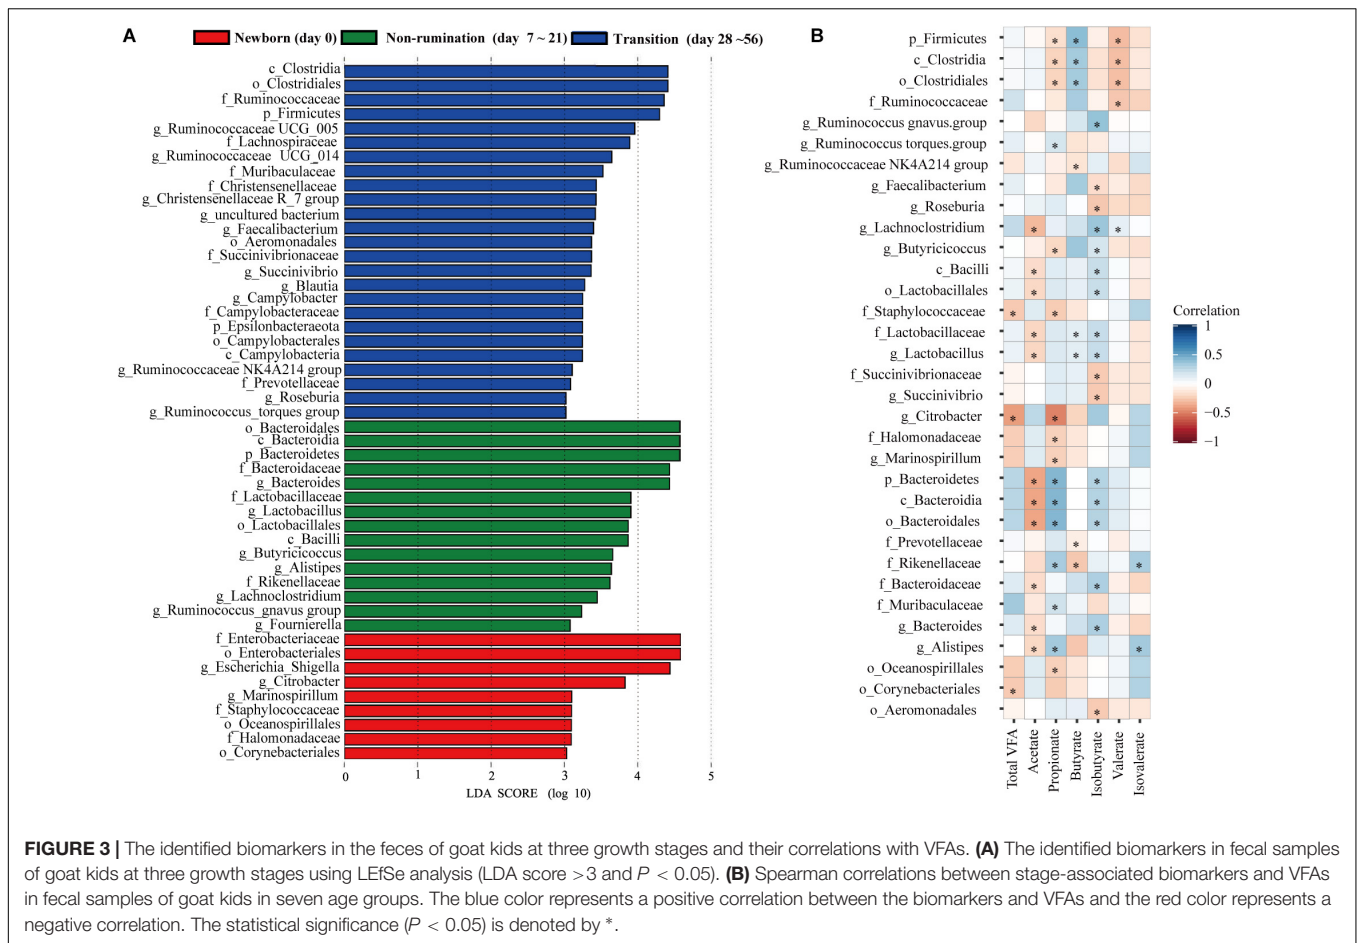 A
Newborn (day 0)
Non-rumination (day 7 ~ 21)
Transition (day 28 ~56)
c_Clostridia
o_Clostridiales
f_Ruminococcaceae
p_Firmicutes
g_Ruminococcaceae UCG_005
f_Lachnospiraceae
g_Ruminococcaceae UCG_014
f_Muribaculaceae
f_Christensenellaceae
g_Christensenellaceae R_7 group
g_uncultured bacterium
g_Faecalibacterium
o_Aeromonadales
f_Succinivibrionaceae
g_Succinivibrio
g_Blautia
g_Campylobacter
f_Campylobacteraceae
p_Epsilonbacteraeota
o_Campylobacterales
c_Campylobacteria
g_Ruminococcaceae NK4A214 group
f_Prevotellaceae
g_Roseburia
g_Ruminococcus_torques group
o_Bacteroidales
c_Bacteroidia
p_Bacteroidetes
f_Bacteroidaceae
g_Bacteroides
f_Lactobacillaceae
g_Lactobacillus
o_Lactobacillales
c_Bacilli
g_Butyricicoccus
g_Alistipes
f_Rikenellaceae
g_Lachnoclostridium
g_Ruminococcus_gnavus group
g_Fournierella
f_Enterobacteriaceae
o_Enterobacteriales
g_Escherichia_Shigella
g_Citrobacter
g_Marinospirillum
f_Staphylococcaceae
o_Oceanospirillales
f_Halomonadaceae
o_Corynebacteriales
0 1 2 3 4 5
LDA SCORE (log 10)
B
p_Firmicutes * * *
c_Clostridia * * *
o_Clostridiales * * *
f_Ruminococcaceae *
g_Ruminococcus gnavus.group *
g_Ruminococcus torques.group *
g_Ruminococcaceae NK4A214 group *
g_Faecalibacterium *
g_Roseburia *
g_Lachnoclostridium * * *
g_Butyricicoccus * *
c_Bacilli * *
o_Lactobacillales * *
f_Staphylococcaceae * *
f_Lactobacillaceae * * *
g_Lactobacillus * * *
f_Succinivibrionaceae *
g_Succinivibrio *
g_Citrobacter * *
f_Halomonadaceae *
g_Marinospirillum *
p_Bacteroidetes * * *
c_Bacteroidia * * *
o_Bacteroidales * * *
f_Prevotellaceae *
f_Rikenellaceae * * *
f_Bacteroidaceae * *
f_Muribaculaceae *
g_Bacteroides * *
g_Alistipes * * *
o_Oceanospirillales *
o_Corynebacteriales *
o_Aeromonadales *
Total VFA
Acetate
Propionate
Butyrate
Isobutyrate
Valerate
Isovalerate
Correlation
1
0.5
0
−0.5
−1
FIGURE 3 | The identified biomarkers in the feces of goat kids at three growth stages and their correlations with VFAs. (A) The identified biomarkers in fecal samples
of goat kids at three growth stages using LEfSe analysis (LDA score >3 and P < 0.05). (B) Spearman correlations between stage-associated biomarkers and VFAs
in fecal samples of goat kids in seven age groups. The blue color represents a positive correlation between the biomarkers and VFAs and the red color represents a
negative correlation. The statistical significance (P < 0.05) is denoted by *.